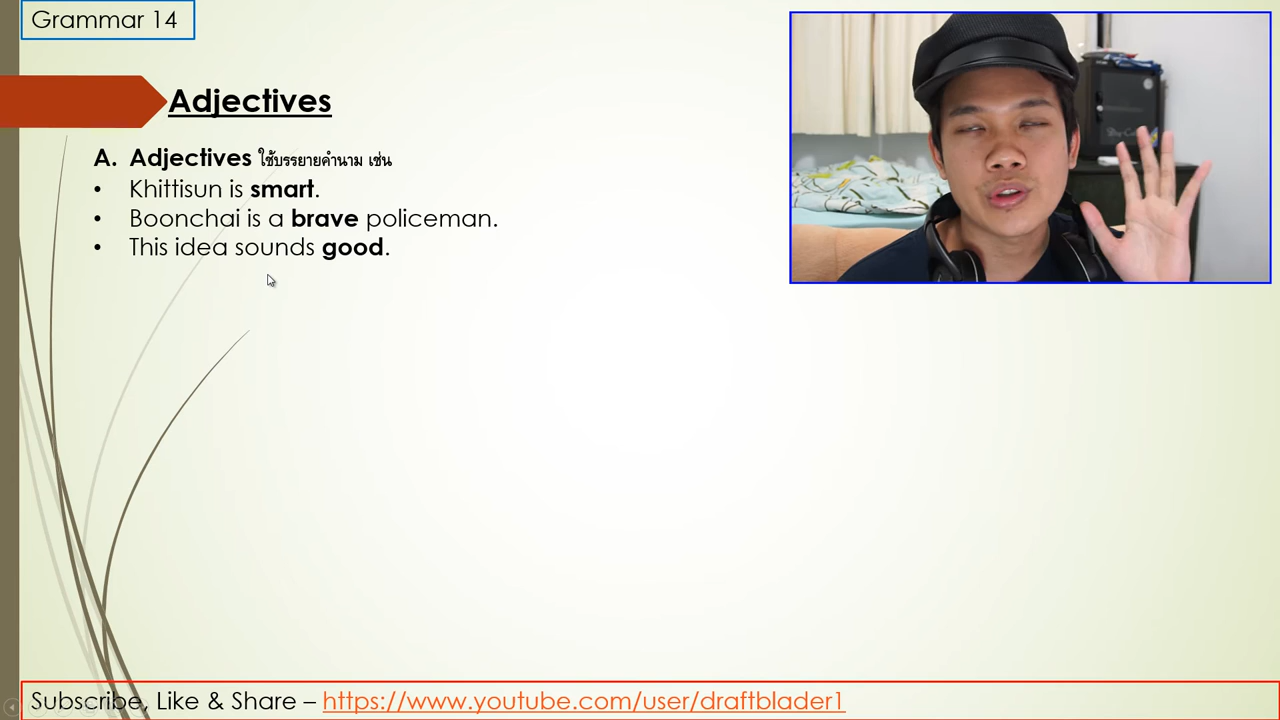 Grammar 14
Adjectives
A. Adjectives ใช้บรรยายคำนาม เช่น
• Khittisun is smart.
• Boonchai is a brave policeman.
• This idea sounds good.
Subscribe, Like & Share – https://www.youtube.com/user/draftblader1